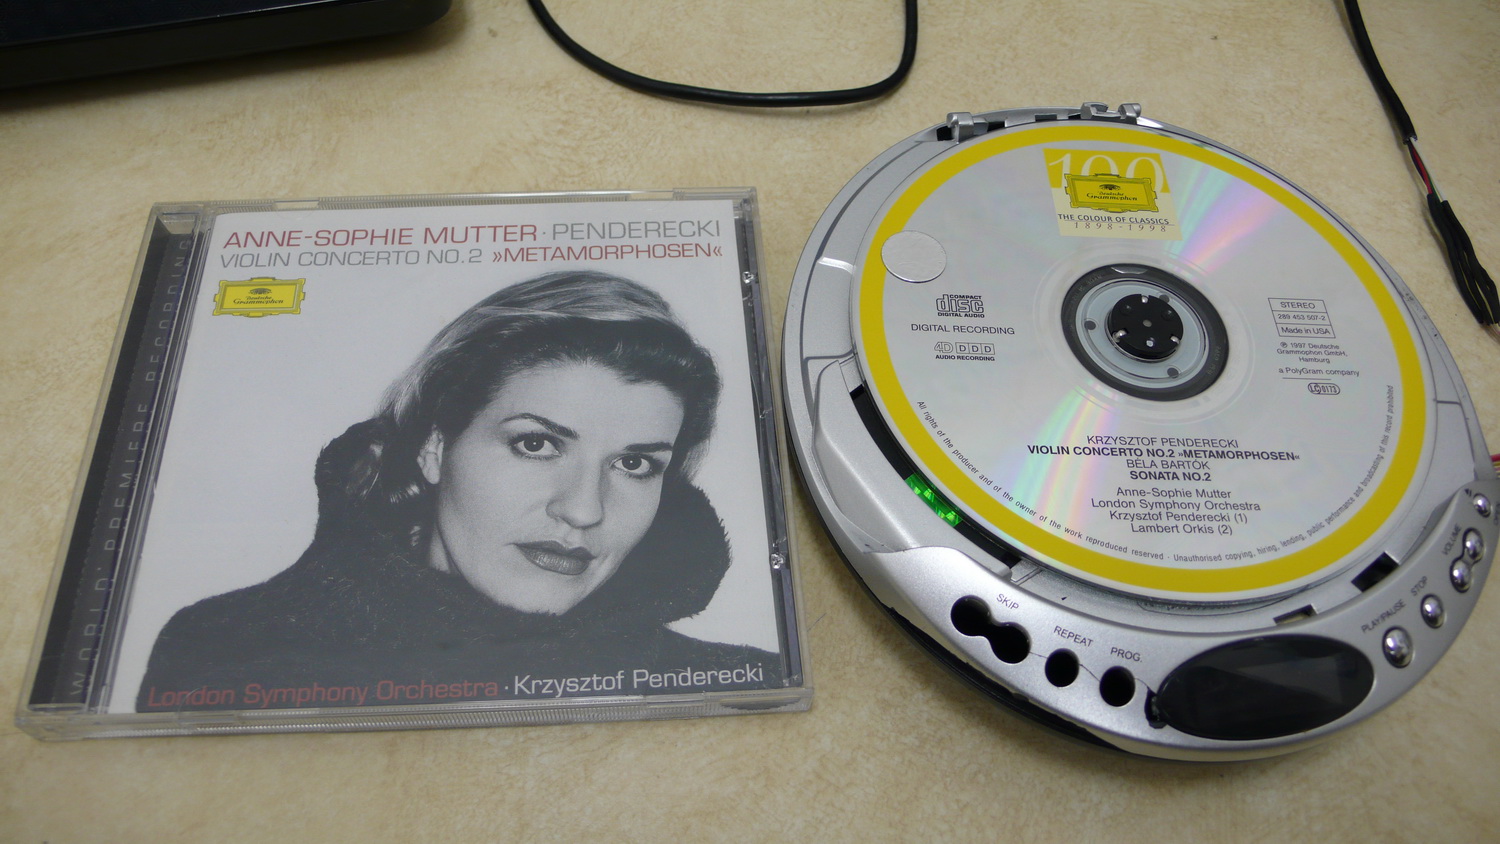 ANNE-SOPHIE MUTTER · PENDERECKI
VIOLIN CONCERTO NO.2 »METAMORPHOSEN«
Deutsche
Grammophon
WORLD PREMIERE RECORDING
London Symphony Orchestra · Krzysztof Penderecki
100
Deutsche
Grammophon
THE COLOUR OF CLASSICS
1898-1998
COMPACT
disc
DIGITAL AUDIO
DIGITAL RECORDING
4D DDD
AUDIO RECORDING
STEREO
289 453 507-2
Made in USA
℗ 1997 Deutsche
Grammophon GmbH,
Hamburg
a PolyGram company
LC 0173
KRZYSZTOF PENDERECKI
VIOLIN CONCERTO NO.2 »METAMORPHOSEN«
BÉLA BARTÓK
SONATA NO.2
Anne-Sophie Mutter
London Symphony Orchestra
Krzysztof Penderecki (1)
Lambert Orkis (2)
All rights of the producer and of the owner of the work reproduced reserved · Unauthorised copying, hiring, lending, public performance and broadcasting of this record prohibited
SKIP
REPEAT
PROG.
PLAY/PAUSE
STOP
VOLUME